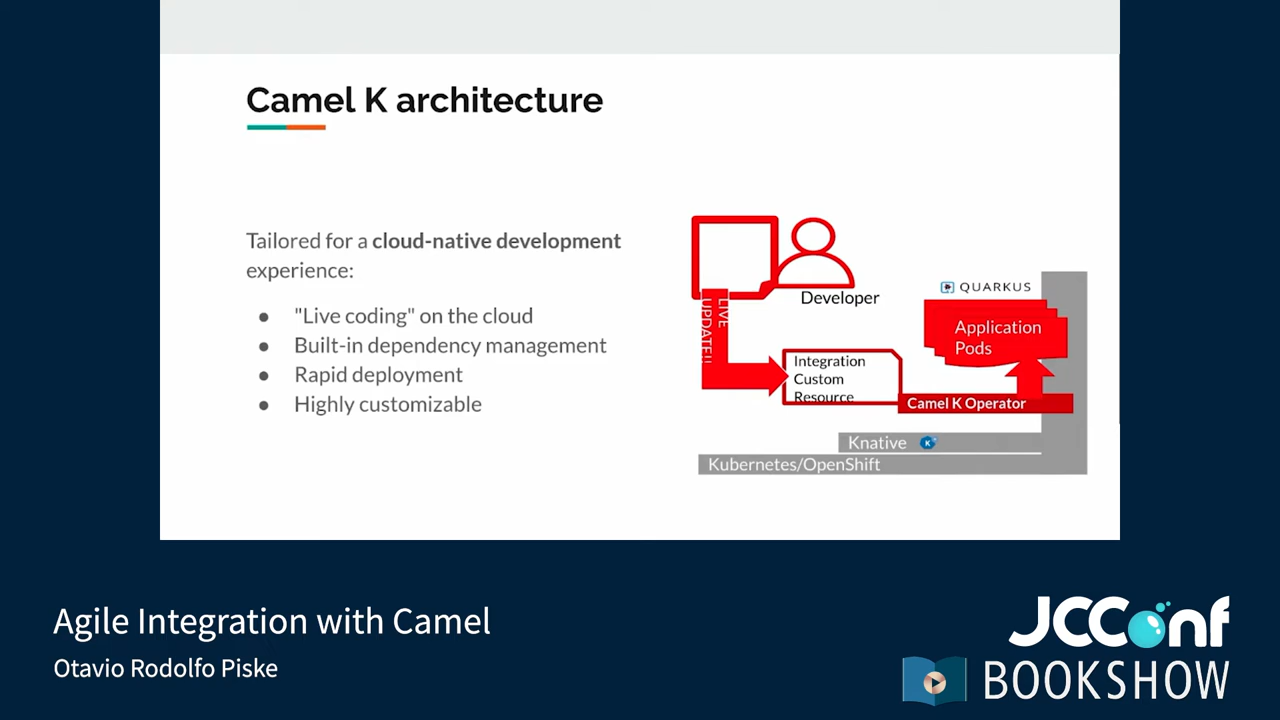 Camel K architecture
Tailored for a cloud-native development
experience:
● "Live coding" on the cloud
● Built-in dependency management
● Rapid deployment
● Highly customizable
Developer
LIVE
UPDATE!!
Integration
Custom
Resource
QUARKUS
Application
Pods
Camel K Operator
Knative
Kubernetes/OpenShift
Agile Integration with Camel
Otavio Rodolfo Piske
JCConf
BOOKSHOW